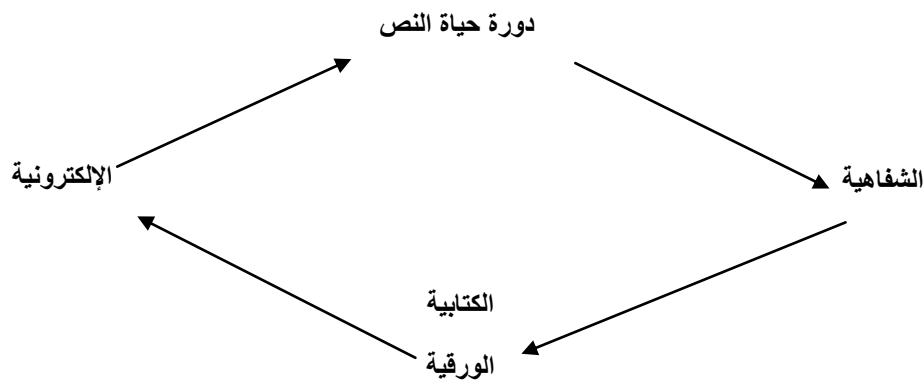 دورة حياة النص
الشفاهية
الإلكترونية
الكتابية
الورقية